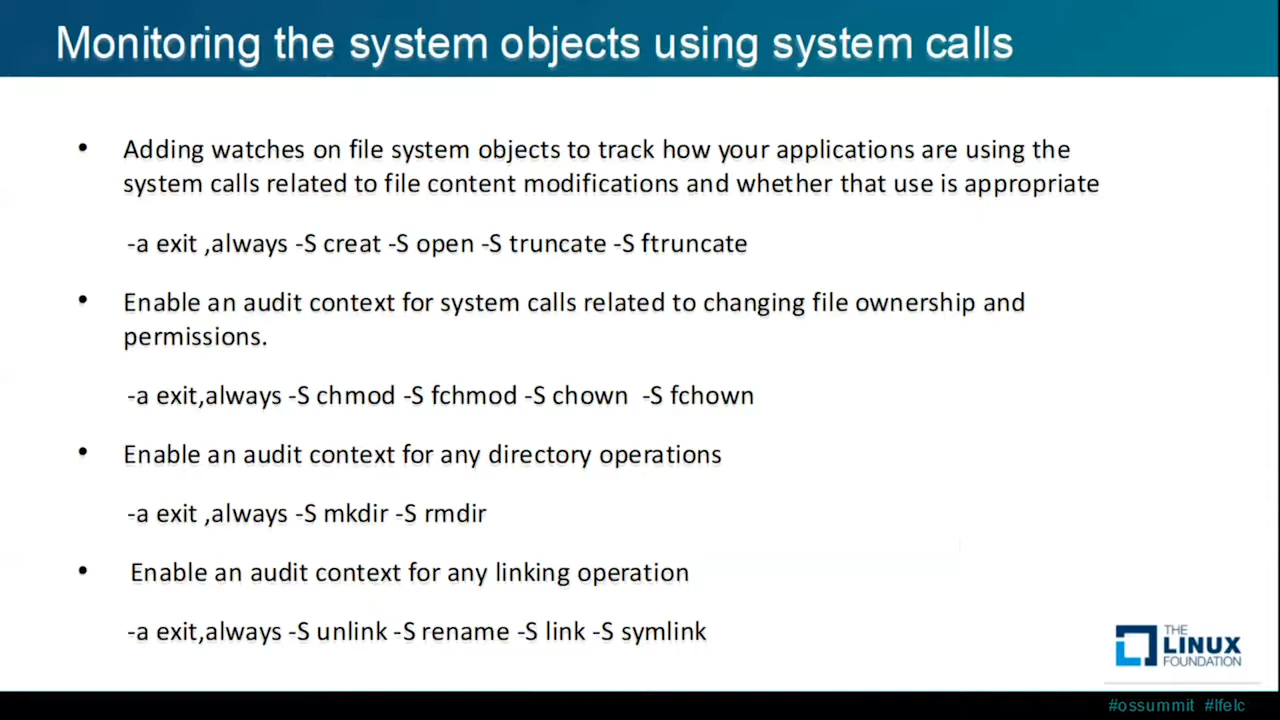 Monitoring the system objects using system calls
• Adding watches on file system objects to track how your applications are using the
system calls related to file content modifications and whether that use is appropriate
-a exit ,always -S creat -S open -S truncate -S ftruncate
• Enable an audit context for system calls related to changing file ownership and
permissions.
-a exit,always -S chmod -S fchmod -S chown -S fchown
• Enable an audit context for any directory operations
-a exit ,always -S mkdir -S rmdir
• Enable an audit context for any linking operation
-a exit,always -S unlink -S rename -S link -S symlink
THE
LINUX
FOUNDATION
#ossummit #lfelc